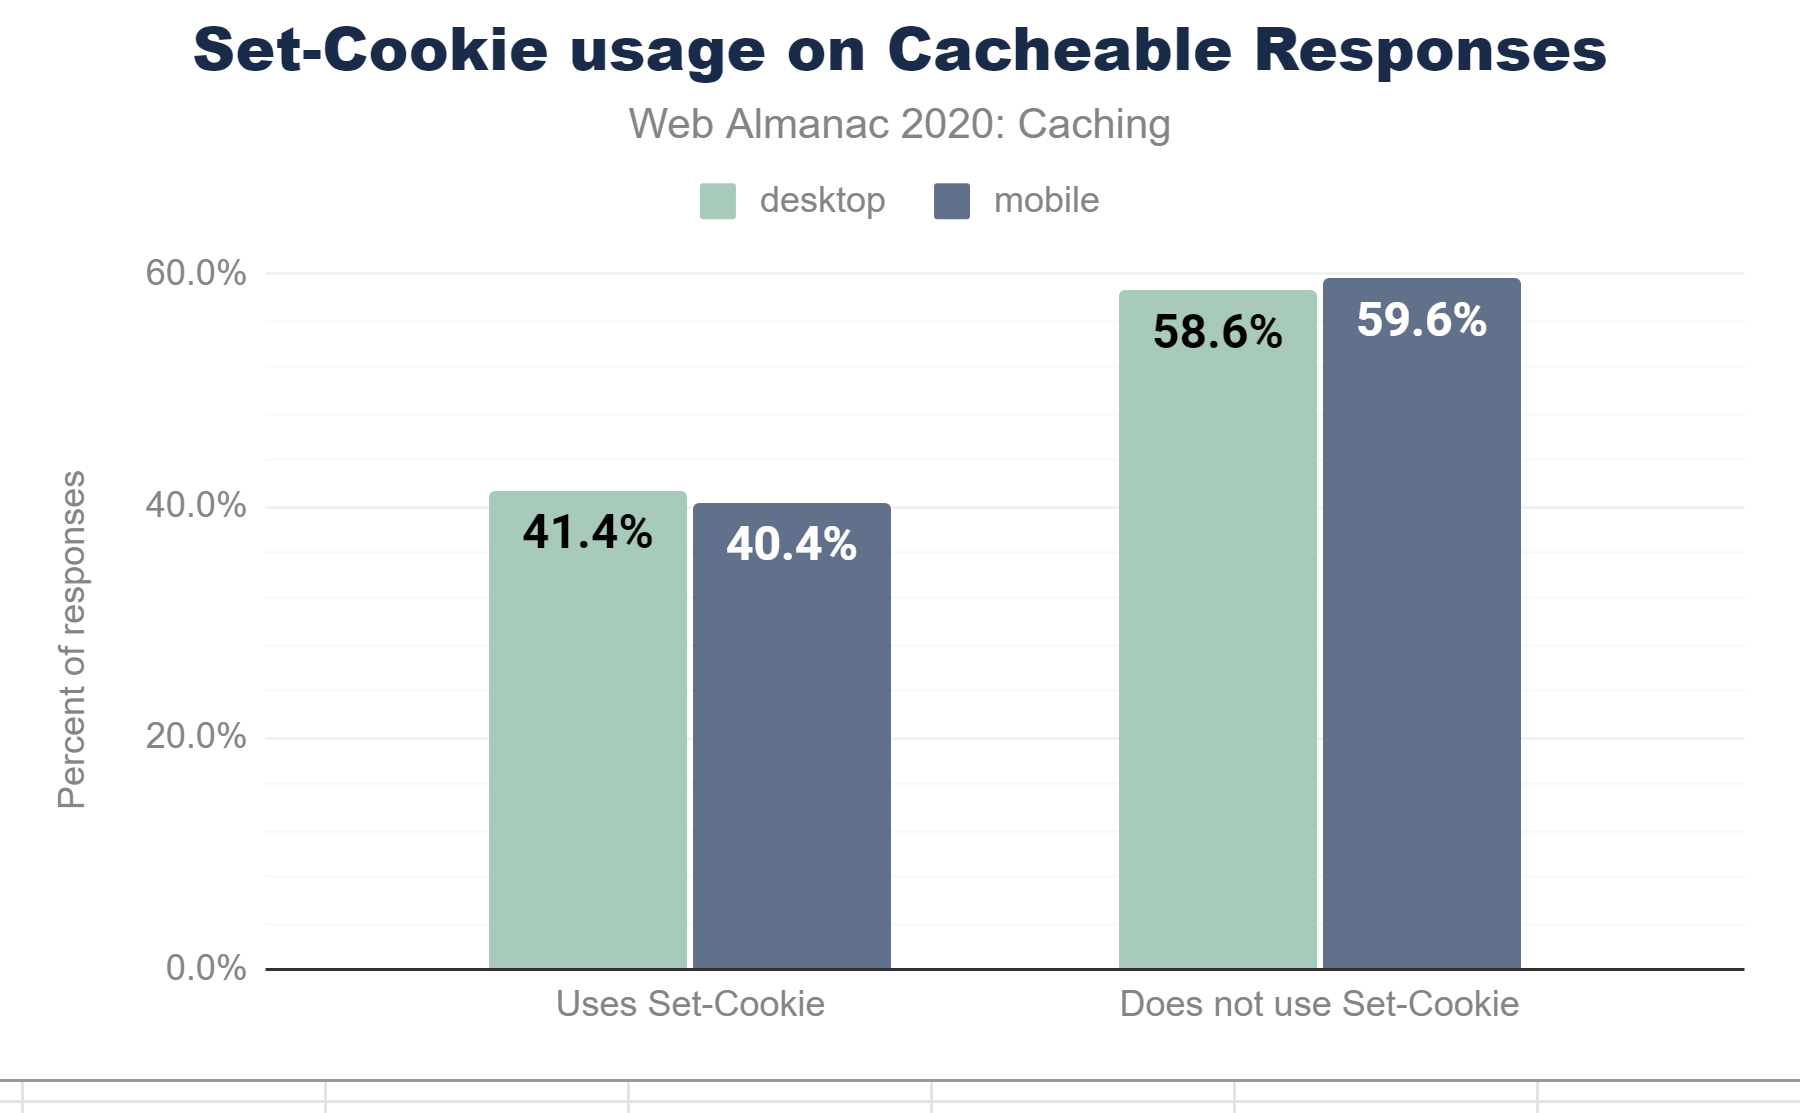 Set-Cookie usage on Cacheable Responses
Web Almanac 2020: Caching
desktop
mobile
Percent of responses
60.0%
40.0%
20.0%
0.0%
41.4%
40.4%
58.6%
59.6%
Uses Set-Cookie
Does not use Set-Cookie